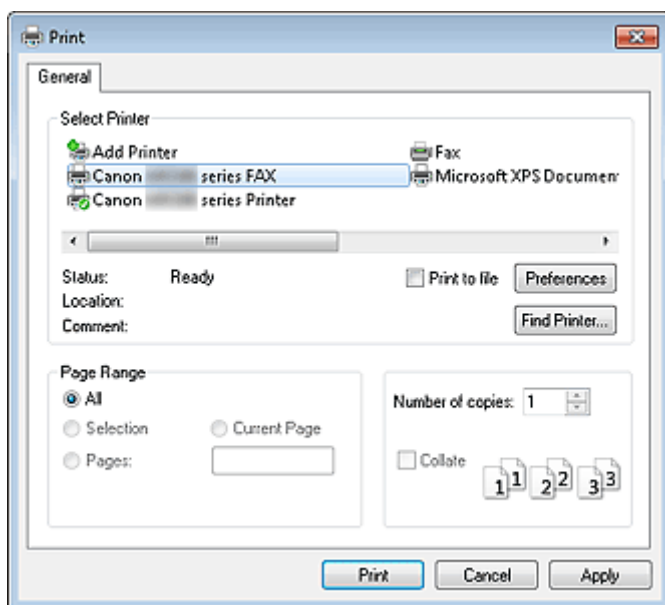 Print
General
Select Printer
Add Printer
Fax
Canon series FAX
Microsoft XPS Documen
Canon series Printer
Status: Ready
Print to file
Preferences
Location:
Comment:
Find Printer...
Page Range
All
Number of copies: 1
Selection
Current Page
Pages:
Collate
1 1 2 2 3 3
Print
Cancel
Apply